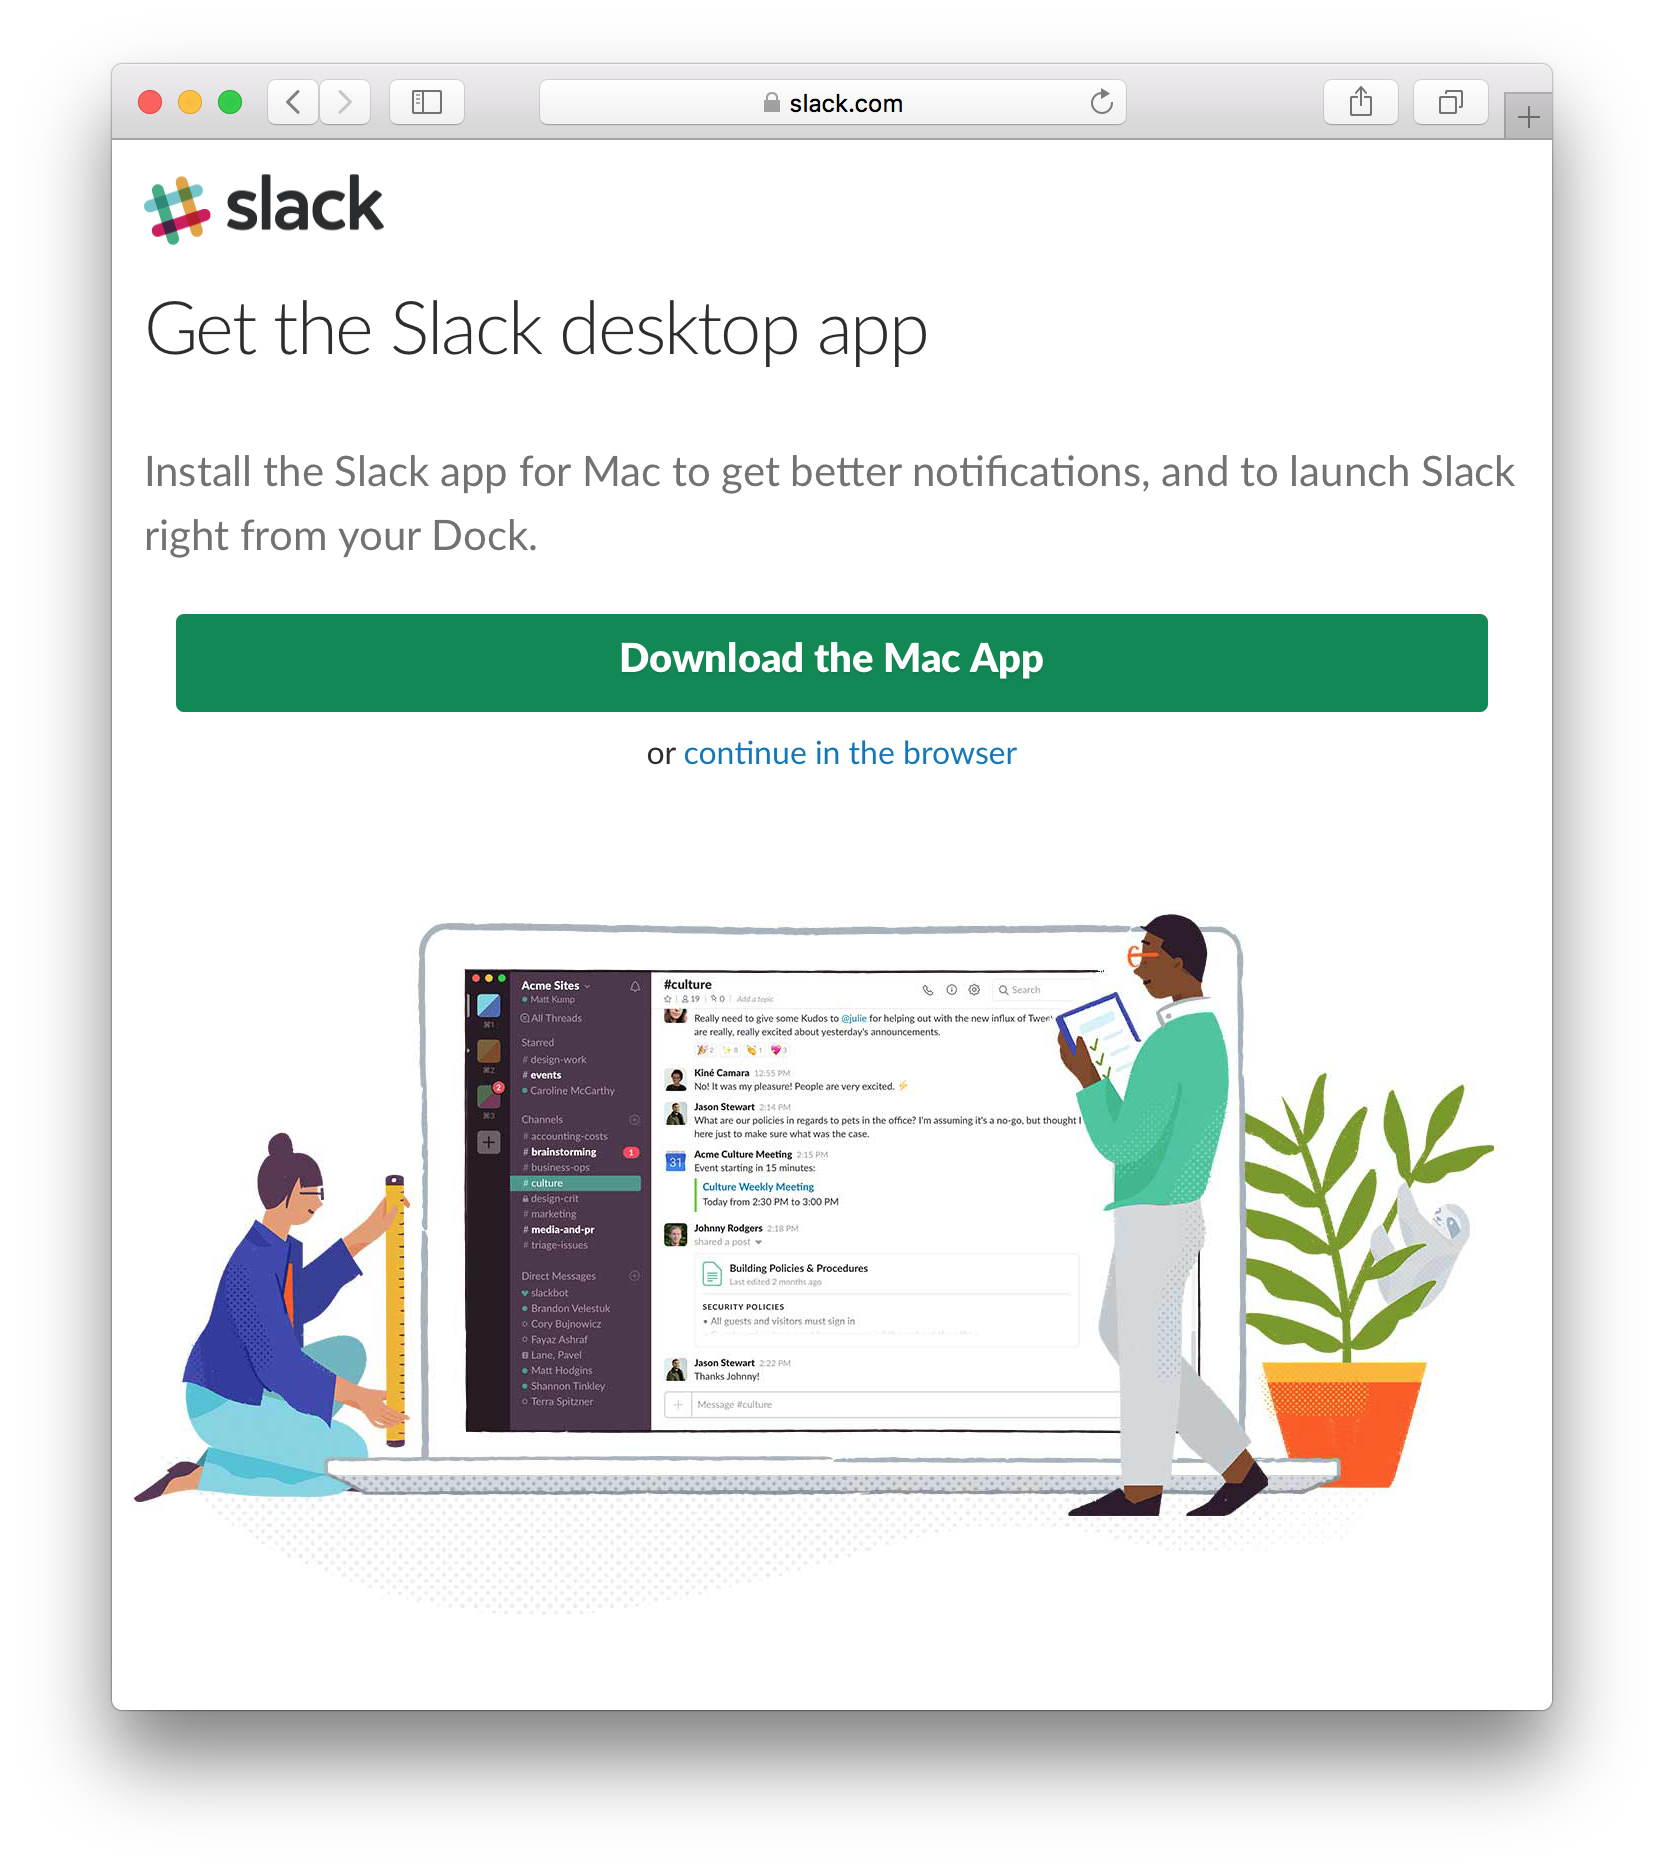 slack.com
slack
Get the Slack desktop app
Install the Slack app for Mac to get better notifications, and to launch Slack
right from your Dock.
Download the Mac App
or continue in the browser
⌘1
⌘2
2
⌘3
Acme Sites
Matt Kump
All Threads
Starred
# design-work
# events
Caroline McCarthy
Channels
# accounting-costs
# brainstorming 1
# business-ops
# culture
design-crit
# marketing
# media-and-pr
# triage-issues
Direct Messages
slackbot
Brandon Velestuk
Cory Bujnowicz
Fayaz Ashraf
Lane, Pavel
Matt Hodgins
Shannon Tinkley
Terra Spitzner
#culture
19 | 0 | Add a topic
Search
Really need to give some Kudos to @julie for helping out with the new influx of
are really, really excited about yesterday's announcements.
2 8 1 3
Kiné Camara 12:55 PM
No! It was my pleasure! People are very excited. ⚡
Jason Stewart 2:14 PM
What are our policies in regards to pets in the office? I'm assuming it's a no-go, but thought I
here just to make sure what was the case.
31
Acme Culture Meeting 2:15 PM
Event starting in 15 minutes:
Culture Weekly Meeting
Today from 2:30 PM to 3:00 PM
Johnny Rodgers 2:18 PM
shared a post
Building Policies & Procedures
Last edited 2 months ago
SECURITY POLICIES
• All guests and visitors must sign in
Jason Stewart 2:22 PM
Thanks Johnny!
Message #culture